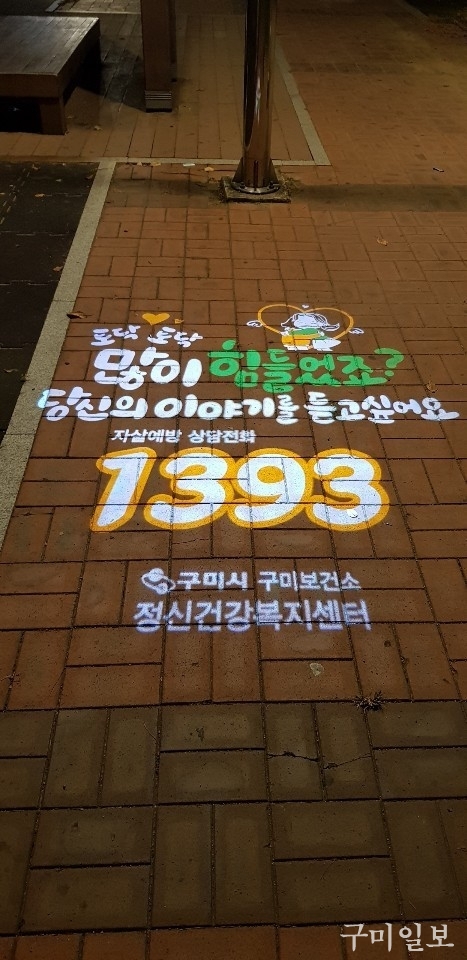 토닥 토닥
많이 힘들었죠?
당신의 이야기를 듣고싶어요
자살예방 상담전화
1393
구미시 구미보건소
정신건강복지센터
구미일보